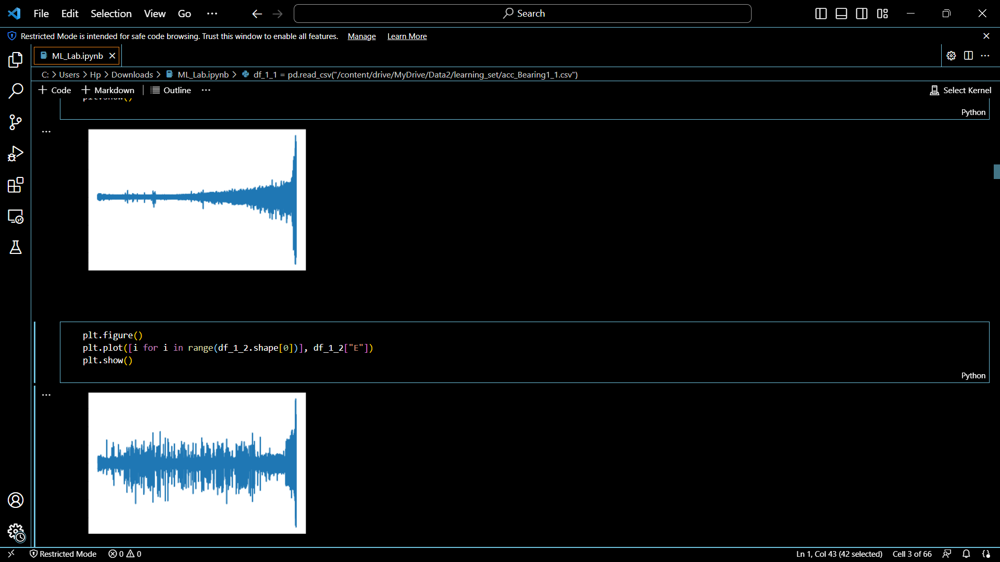 File Edit Selection View Go ··· Search
Restricted Mode is intended for safe code browsing. Trust this window to enable all features. Manage Learn More
ML_Lab.ipynb
C: > Users > Hp > Downloads > ML_Lab.ipynb > df_1_1 = pd.read_csv("/content/drive/MyDrive/Data2/learning_set/acc_Bearing1_1.csv")
+ Code + Markdown Outline ··· Select Kernel
plt.show()
Python
···
plt.figure()
plt.plot([i for i in range(df_1_2.shape[0])], df_1_2["E"])
plt.show()
Python
···
Restricted Mode 0 0 Ln 1, Col 43 (42 selected) Cell 3 of 66